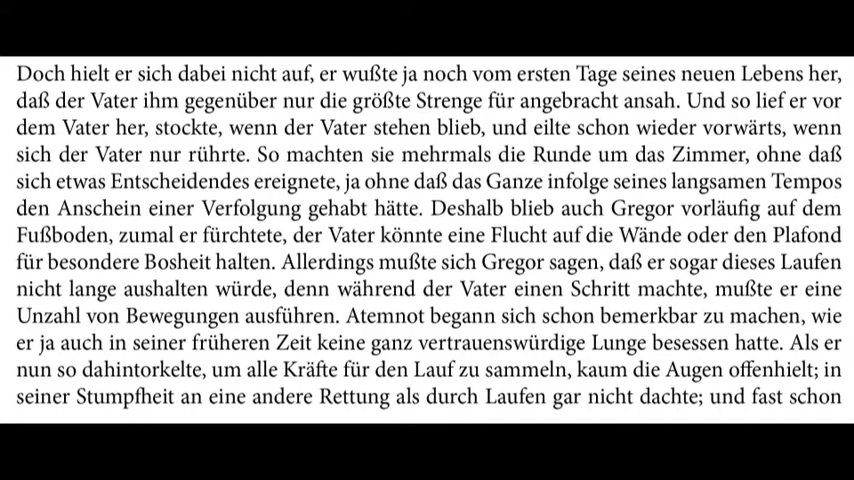 Doch hielt er sich dabei nicht auf, er wußte ja noch vom ersten Tage seines neuen Lebens her,
daß der Vater ihm gegenüber nur die größte Strenge für angebracht ansah. Und so lief er vor
dem Vater her, stockte, wenn der Vater stehen blieb, und eilte schon wieder vorwärts, wenn
sich der Vater nur rührte. So machten sie mehrmals die Runde um das Zimmer, ohne daß
sich etwas Entscheidendes ereignete, ja ohne daß das Ganze infolge seines langsamen Tempos
den Anschein einer Verfolgung gehabt hätte. Deshalb blieb auch Gregor vorläufig auf dem
Fußboden, zumal er fürchtete, der Vater könnte eine Flucht auf die Wände oder den Plafond
für besondere Bosheit halten. Allerdings mußte sich Gregor sagen, daß er sogar dieses Laufen
nicht lange aushalten würde, denn während der Vater einen Schritt machte, mußte er eine
Unzahl von Bewegungen ausführen. Atemnot begann sich schon bemerkbar zu machen, wie
er ja auch in seiner früheren Zeit keine ganz vertrauenswürdige Lunge besessen hatte. Als er
nun so dahintorkelte, um alle Kräfte für den Lauf zu sammeln, kaum die Augen offenhielt; in
seiner Stumpfheit an eine andere Rettung als durch Laufen gar nicht dachte; und fast schon